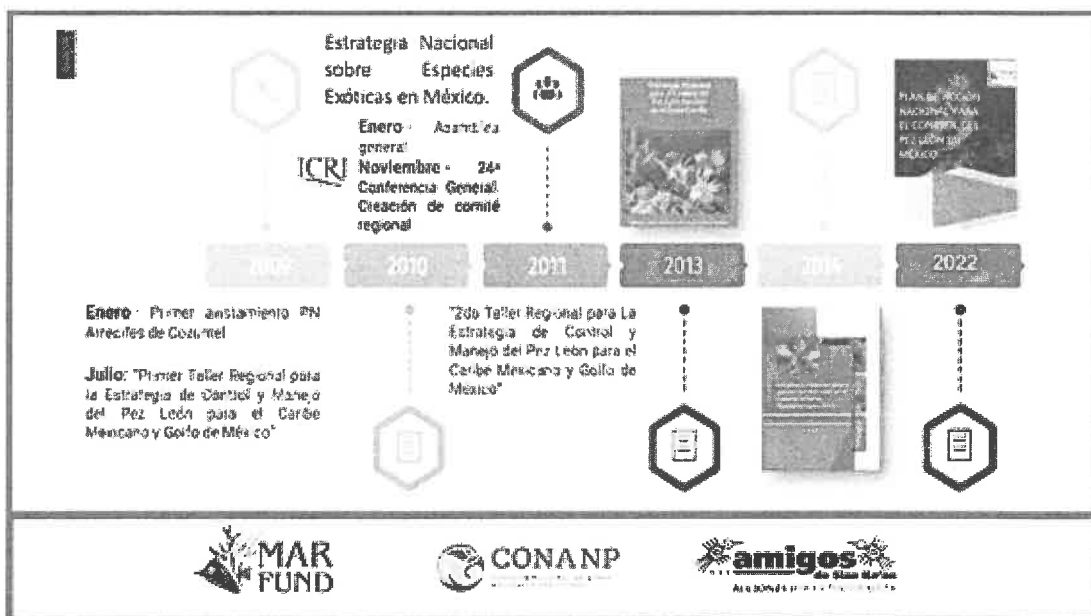 Estrategia Nacional
sobre Especies
Exóticas en México.
Enero - Asamblea
general
ICRI
Noviembre - 24ª
Conferencia General.
Creación de comité
regional
PLAN DE ACCIÓN
NACIONAL PARA
EL CONTROL DEL
PEZ LEÓN EN
MÉXICO
2009
2010
2011
2013
2014
2022
Enero - Primer avistamiento PN
Arrecifes de Cozumel
Julio: "Primer Taller Regional para
la Estrategia de Control y Manejo
del Pez León para el Caribe
Mexicano y Golfo de México"
"2do Taller Regional para La
Estrategia de Control y
Manejo del Pez León para el
Caribe Mexicano y Golfo de
México"
MAR
FUND
CONANP
amigos
de Sian Ka'an